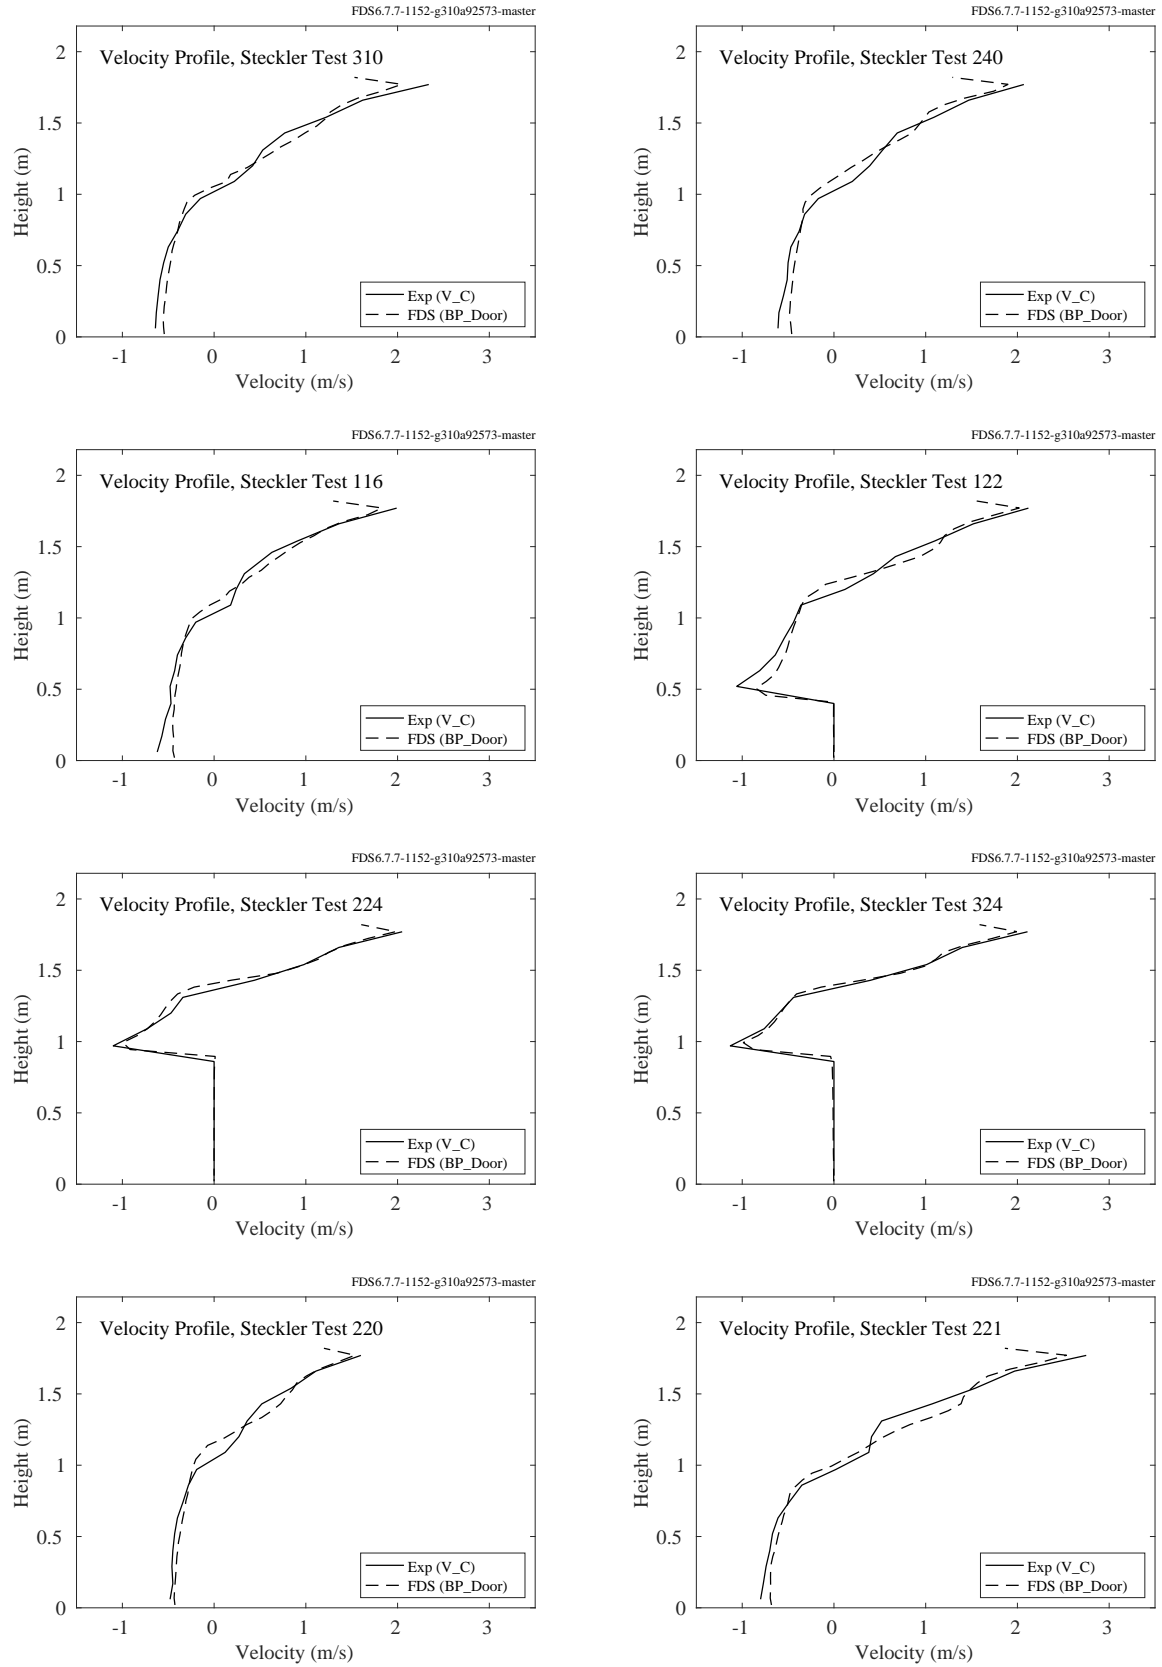 FDS6.7.7-1152-g310a92573-master
Velocity Profile, Steckler Test 310
2
1.5
1
0.5
0
Height (m)
-1 0 1 2 3
Velocity (m/s)
Exp (V_C)
FDS (BP_Door)
FDS6.7.7-1152-g310a92573-master
Velocity Profile, Steckler Test 240
2
1.5
1
0.5
0
Height (m)
-1 0 1 2 3
Velocity (m/s)
Exp (V_C)
FDS (BP_Door)
FDS6.7.7-1152-g310a92573-master
Velocity Profile, Steckler Test 116
2
1.5
1
0.5
0
Height (m)
-1 0 1 2 3
Velocity (m/s)
Exp (V_C)
FDS (BP_Door)
FDS6.7.7-1152-g310a92573-master
Velocity Profile, Steckler Test 122
2
1.5
1
0.5
0
Height (m)
-1 0 1 2 3
Velocity (m/s)
Exp (V_C)
FDS (BP_Door)
FDS6.7.7-1152-g310a92573-master
Velocity Profile, Steckler Test 224
2
1.5
1
0.5
0
Height (m)
-1 0 1 2 3
Velocity (m/s)
Exp (V_C)
FDS (BP_Door)
FDS6.7.7-1152-g310a92573-master
Velocity Profile, Steckler Test 324
2
1.5
1
0.5
0
Height (m)
-1 0 1 2 3
Velocity (m/s)
Exp (V_C)
FDS (BP_Door)
FDS6.7.7-1152-g310a92573-master
Velocity Profile, Steckler Test 220
2
1.5
1
0.5
0
Height (m)
-1 0 1 2 3
Velocity (m/s)
Exp (V_C)
FDS (BP_Door)
FDS6.7.7-1152-g310a92573-master
Velocity Profile, Steckler Test 221
2
1.5
1
0.5
0
Height (m)
-1 0 1 2 3
Velocity (m/s)
Exp (V_C)
FDS (BP_Door)